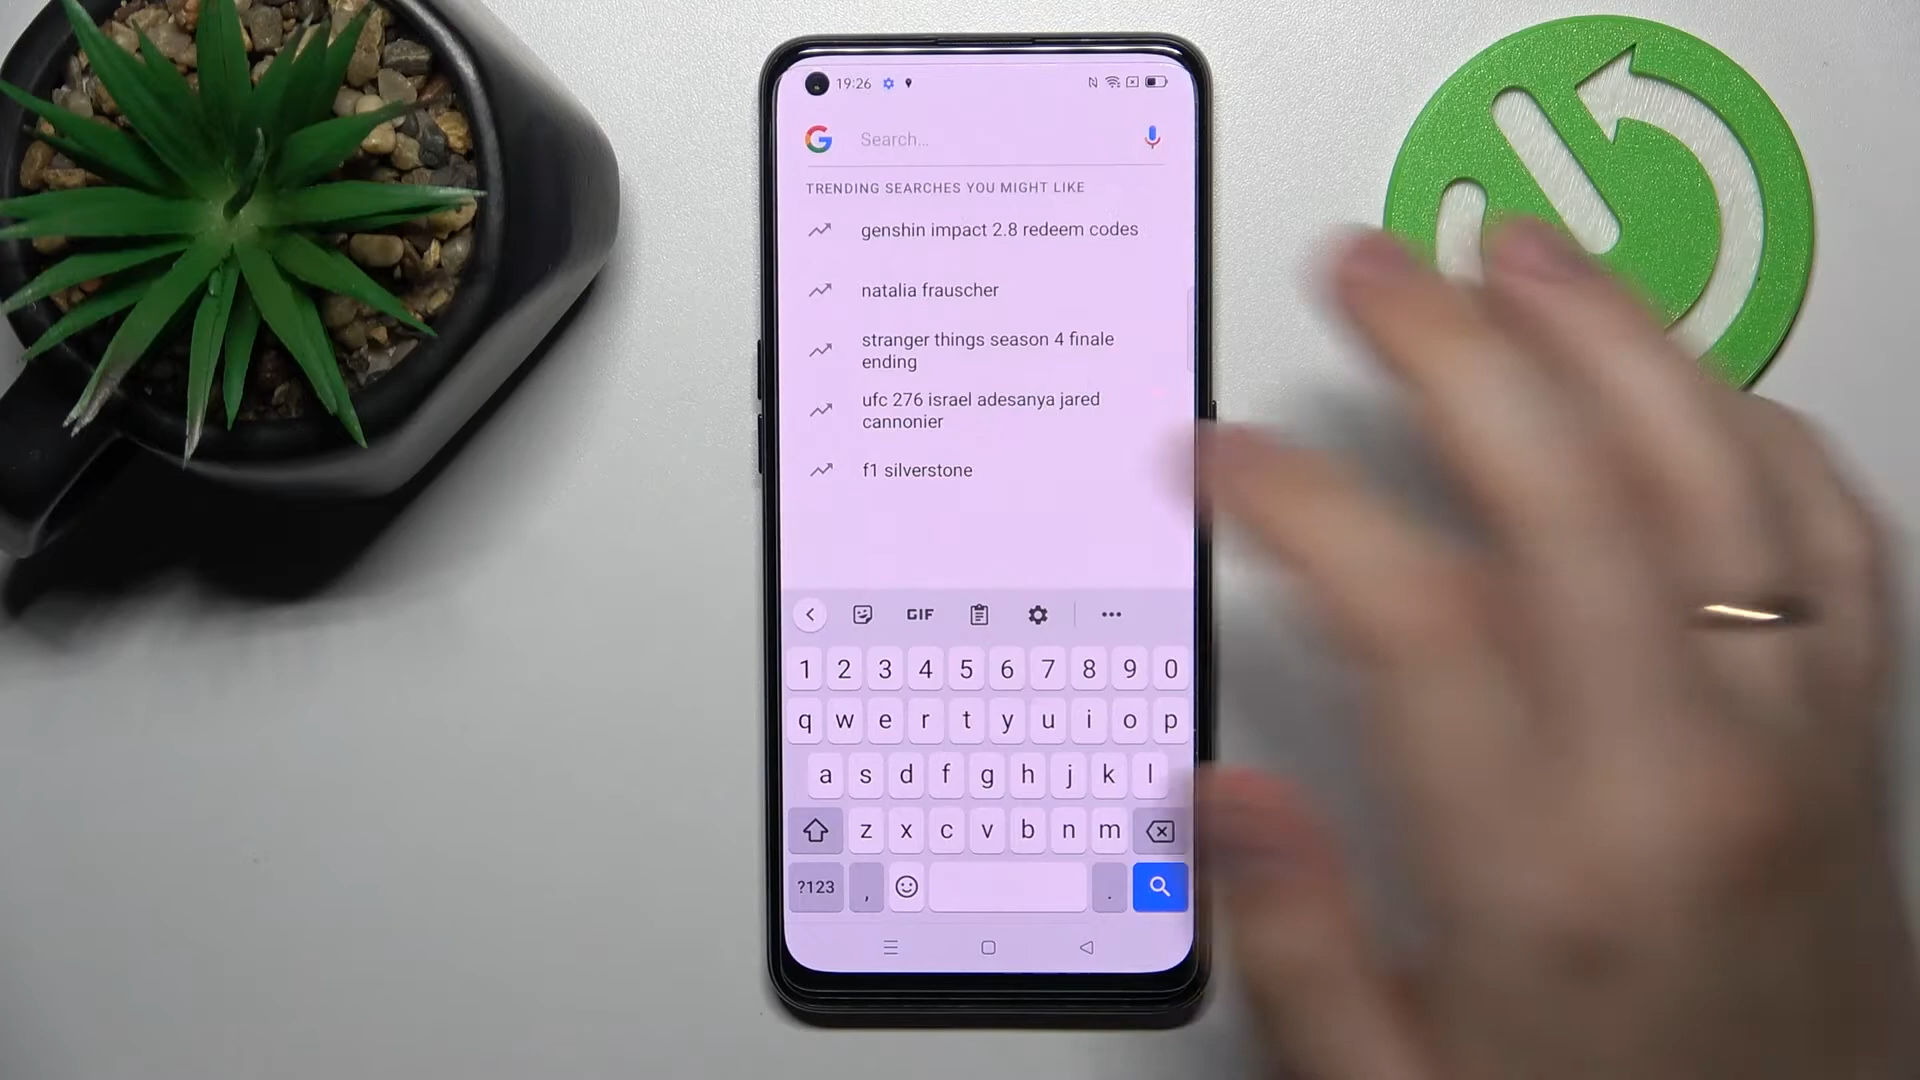 19:26
Search...
TRENDING SEARCHES YOU MIGHT LIKE
genshin impact 2.8 redeem codes
natalia frauscher
stranger things season 4 finale
ending
ufc 276 israel adesanya jared
cannonier
f1 silverstone
GIF
1 2 3 4 5 6 7 8 9 0
q w e r t y u i o p
a s d f g h j k l
z x c v b n m
?123 , .